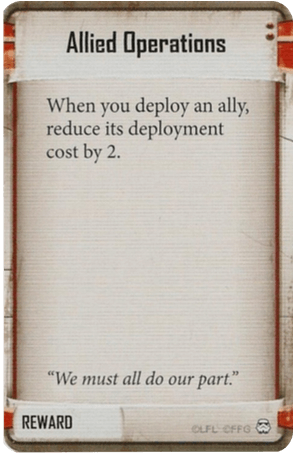 Allied Operations
When you deploy an ally,
reduce its deployment
cost by 2.
“We must all do our part.”
REWARD
©LFL ©FFG